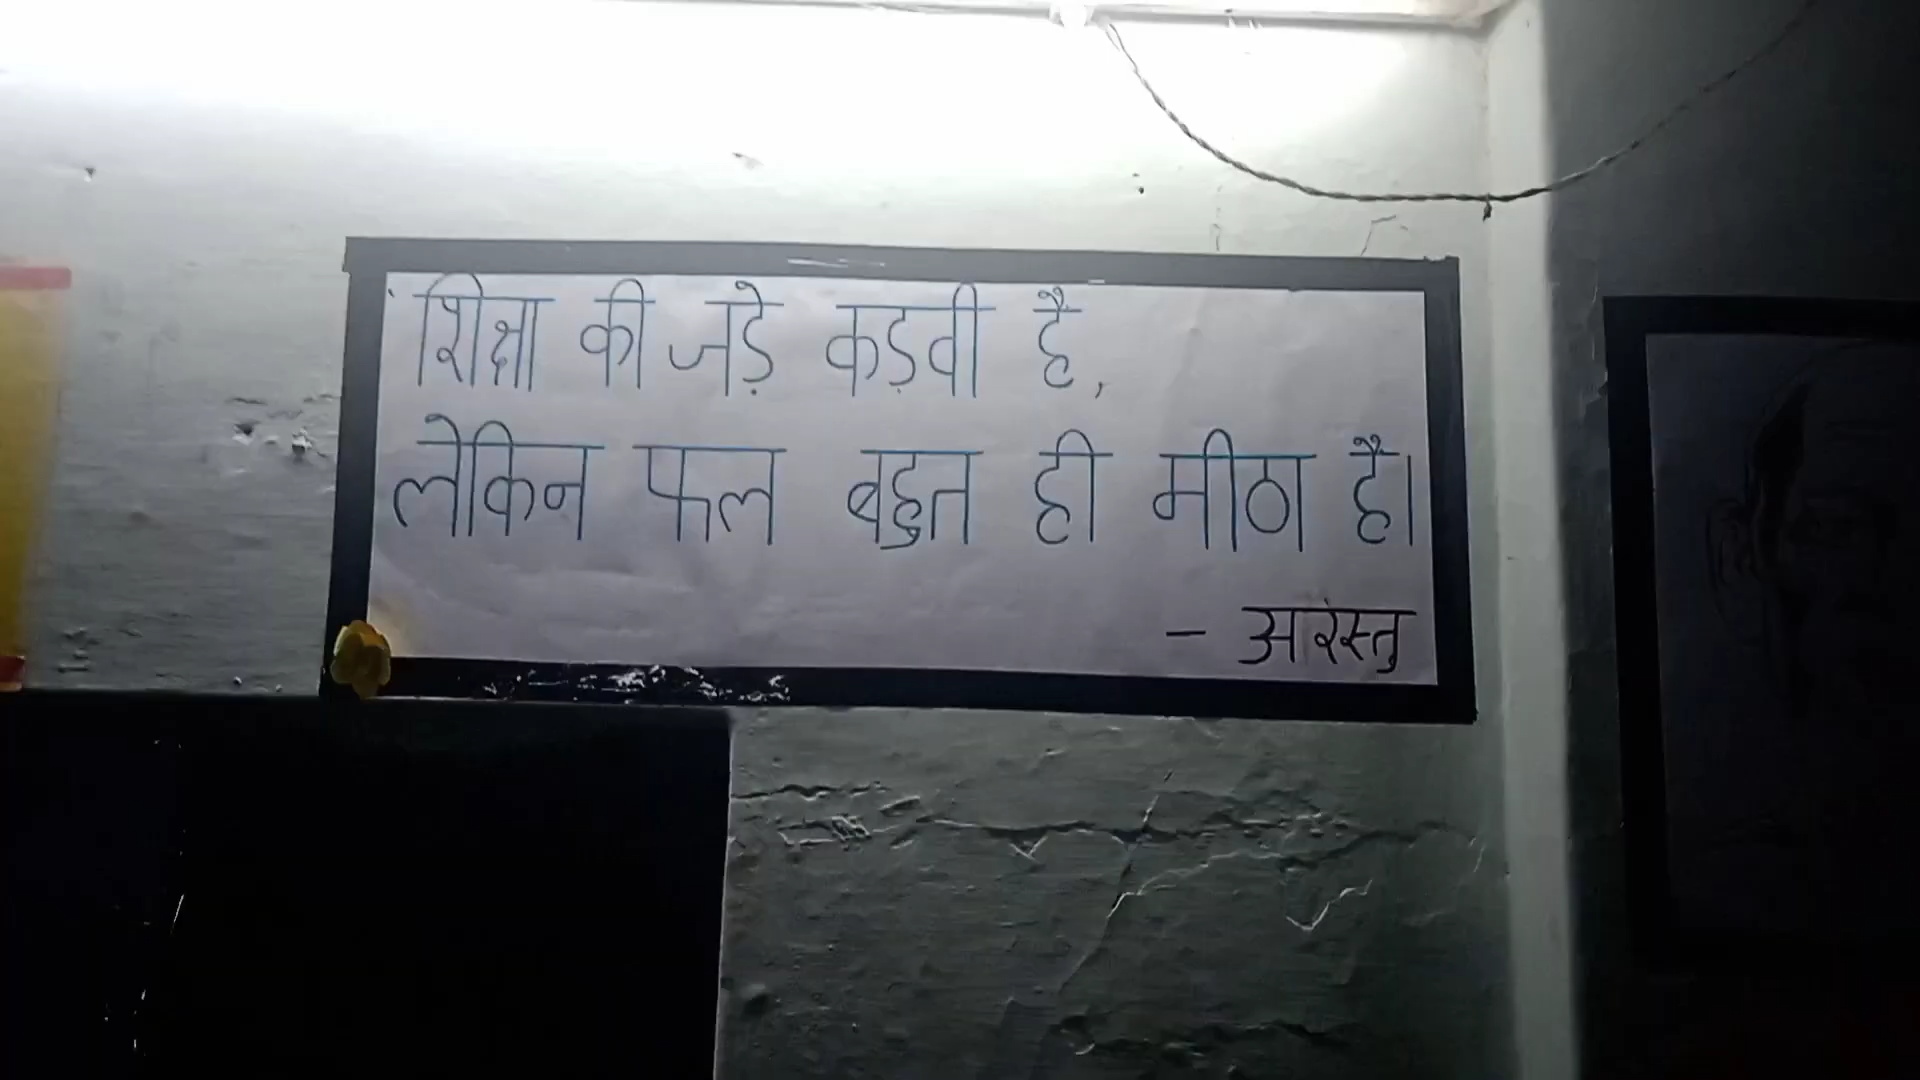 शिक्षा की जड़े कड़वी है,
लेकिन फल बहुत ही मीठा है।
- अरस्तु